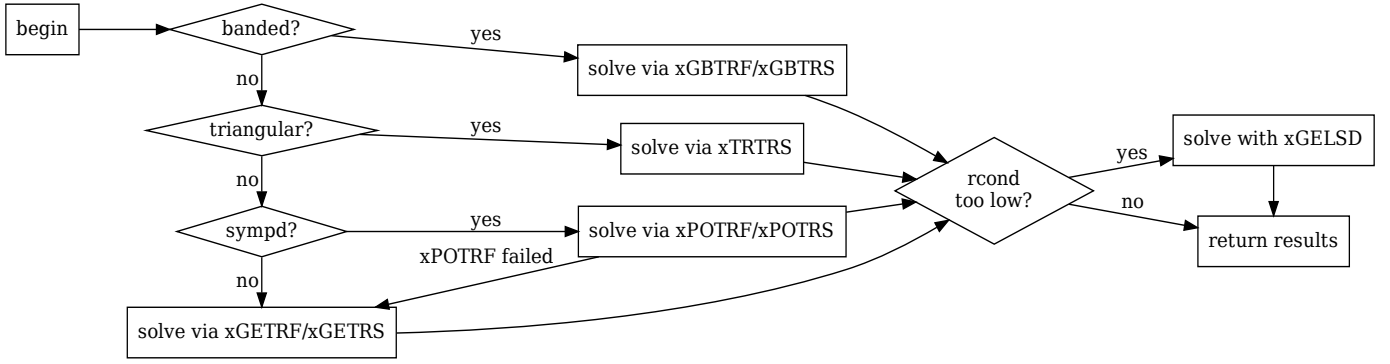 begin
banded?
yes
solve via xGBTRF/xGBTRS
no
triangular?
yes
solve via xTRTRS
no
sympd?
yes
solve via xPOTRF/xPOTRS
xPOTRF failed
no
solve via xGETRF/xGETRS
rcond
too low?
yes
solve with xGELSD
no
return results